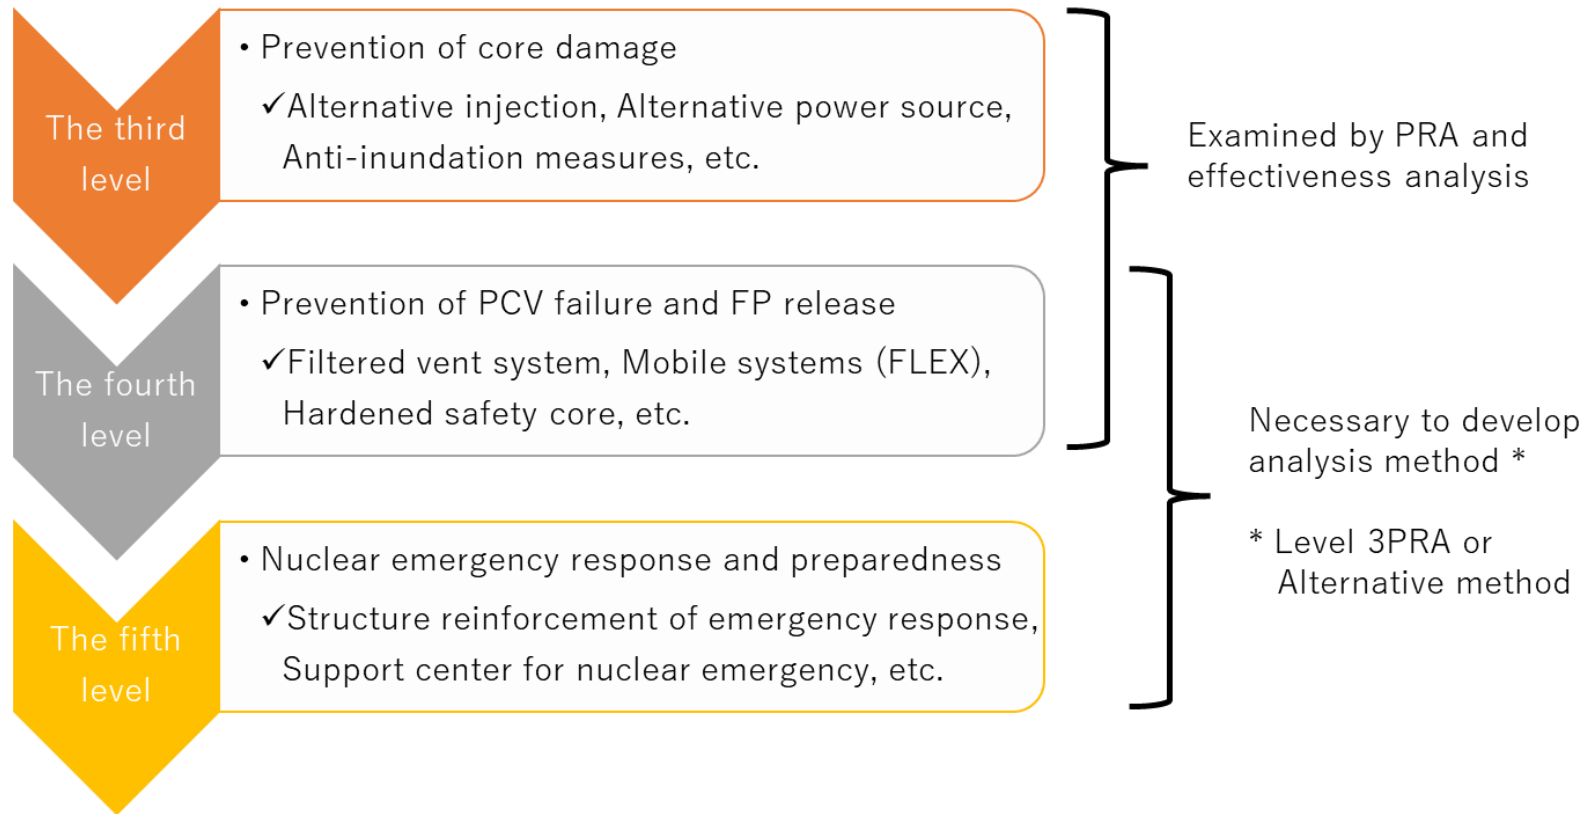 The third
level
• Prevention of core damage
✓Alternative injection, Alternative power source,
Anti-inundation measures, etc.
Examined by PRA and
effectiveness analysis
The fourth
level
• Prevention of PCV failure and FP release
✓Filtered vent system, Mobile systems (FLEX),
Hardened safety core, etc.
Necessary to develop
analysis method *
* Level 3PRA or
Alternative method
The fifth
level
• Nuclear emergency response and preparedness
✓Structure reinforcement of emergency response,
Support center for nuclear emergency, etc.